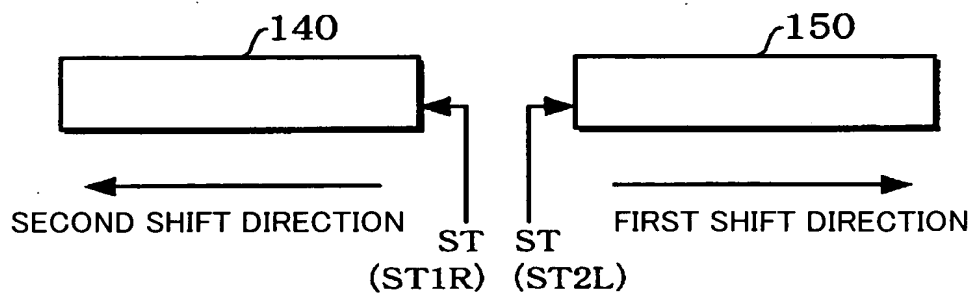 140
150
SECOND SHIFT DIRECTION
FIRST SHIFT DIRECTION
ST ST
(ST1R) (ST2L)